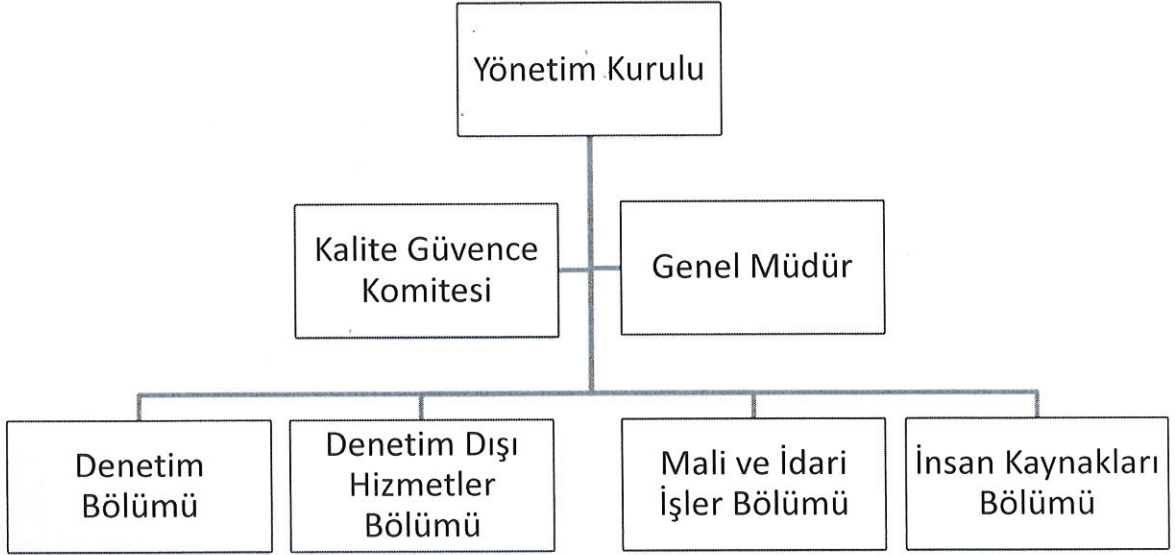 Yönetim Kurulu
Kalite Güvence
Komitesi
Genel Müdür
Denetim
Bölümü
Denetim Dışı
Hizmetler
Bölümü
Mali ve İdari
İşler Bölümü
İnsan Kaynakları
Bölümü